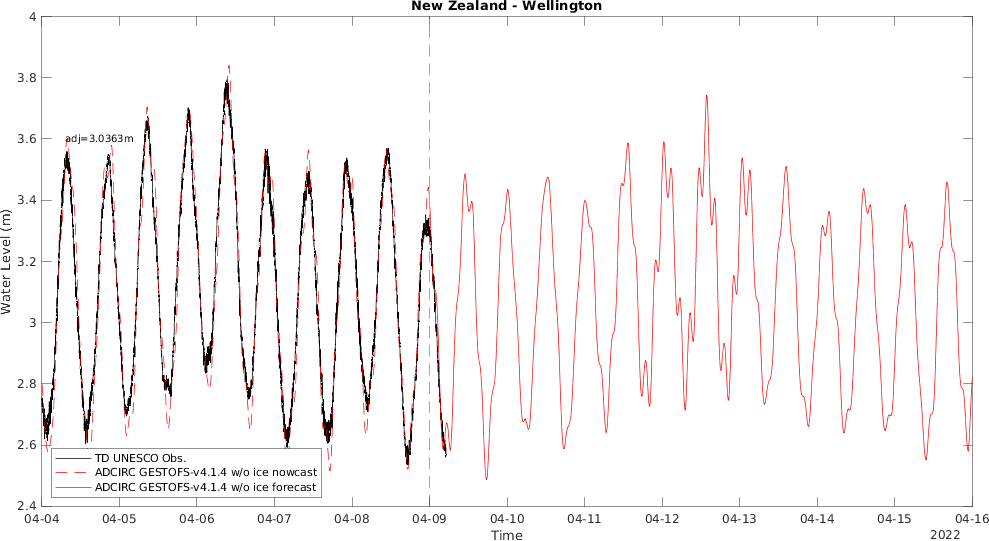 New Zealand - Wellington
4
3.8
3.6
3.4
3.2
3
2.8
2.6
2.4
Water Level (m)
adj=3.0363m
TD UNESCO Obs.
ADCIRC GESTOFS-v4.1.4 w/o ice nowcast
ADCIRC GESTOFS-v4.1.4 w/o ice forecast
04-04 04-05 04-06 04-07 04-08 04-09 04-10 04-11 04-12 04-13 04-14 04-15 04-16
Time
2022